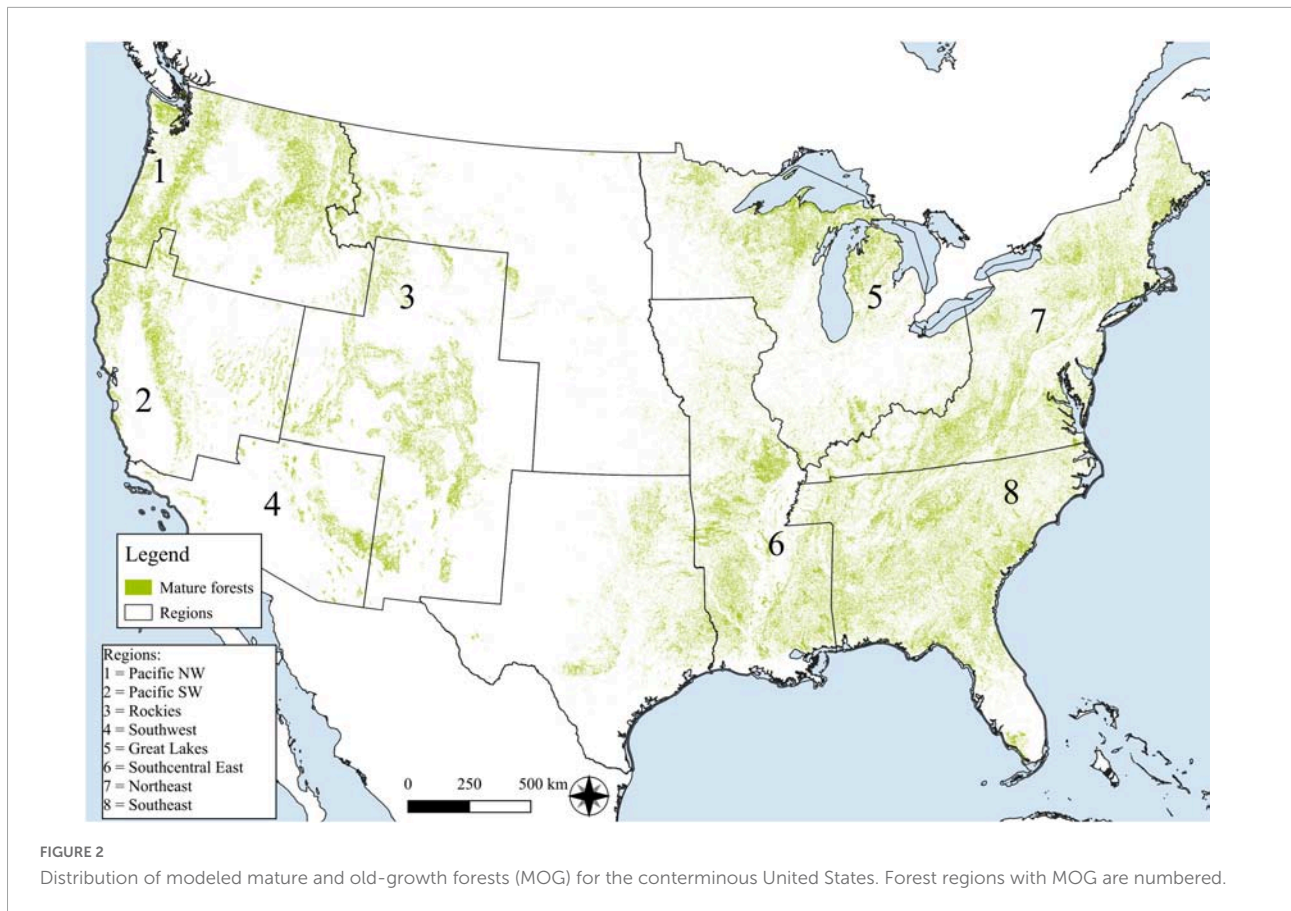 1
2
3
4
5
6
7
8
Legend
Mature forests
Regions
Regions:
1 = Pacific NW
2 = Pacific SW
3 = Rockies
4 = Southwest
5 = Great Lakes
6 = Southcentral East
7 = Northeast
8 = Southeast
0 250 500 km
FIGURE 2
Distribution of modeled mature and old-growth forests (MOG) for the conterminous United States. Forest regions with MOG are numbered.